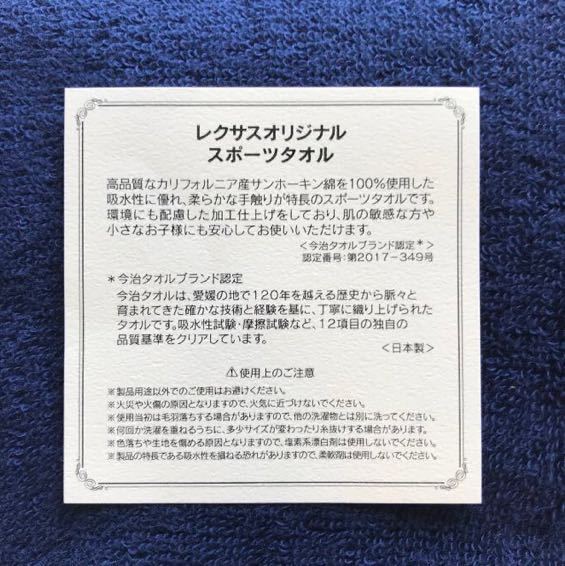 レクサスオリジナル
スポーツタオル
高品質なカリフォルニア産サンホーキン綿を100%使用した
吸水性に優れ、柔らかな手触りが特長のスポーツタオルです。
環境にも配慮した加工仕上げをしており、肌の敏感な方や
小さなお子様にも安心してお使いいただけます。
<今治タオルブランド認定*>
認定番号:第2017-349号
*今治タオルブランド認定
今治タオルは、愛媛の地で120年を越える歴史から脈々と
育まれてきた確かな技術と経験を基に、丁寧に織り上げられた
タオルです。吸水性試験・摩擦試験など、12項目の独自の
品質基準をクリアしています。
<日本製>
⚠使用上のご注意
※製品用途以外でのご使用はお避けください。
※火災や火傷の原因となりますので、火気に近づけないでください。
※使用当初は毛羽落ちする場合がありますので、他の洗濯物とは別に洗ってください。
※何回か洗濯を重ねるうちに、多少サイズが変わったり糸抜けする場合があります。
※色落ちや生地を傷める原因となりますので、塩素系漂白剤は使用しないでください。
※製品の特長である吸水性を損ねる恐れがありますので、柔軟剤は使用しないでください。